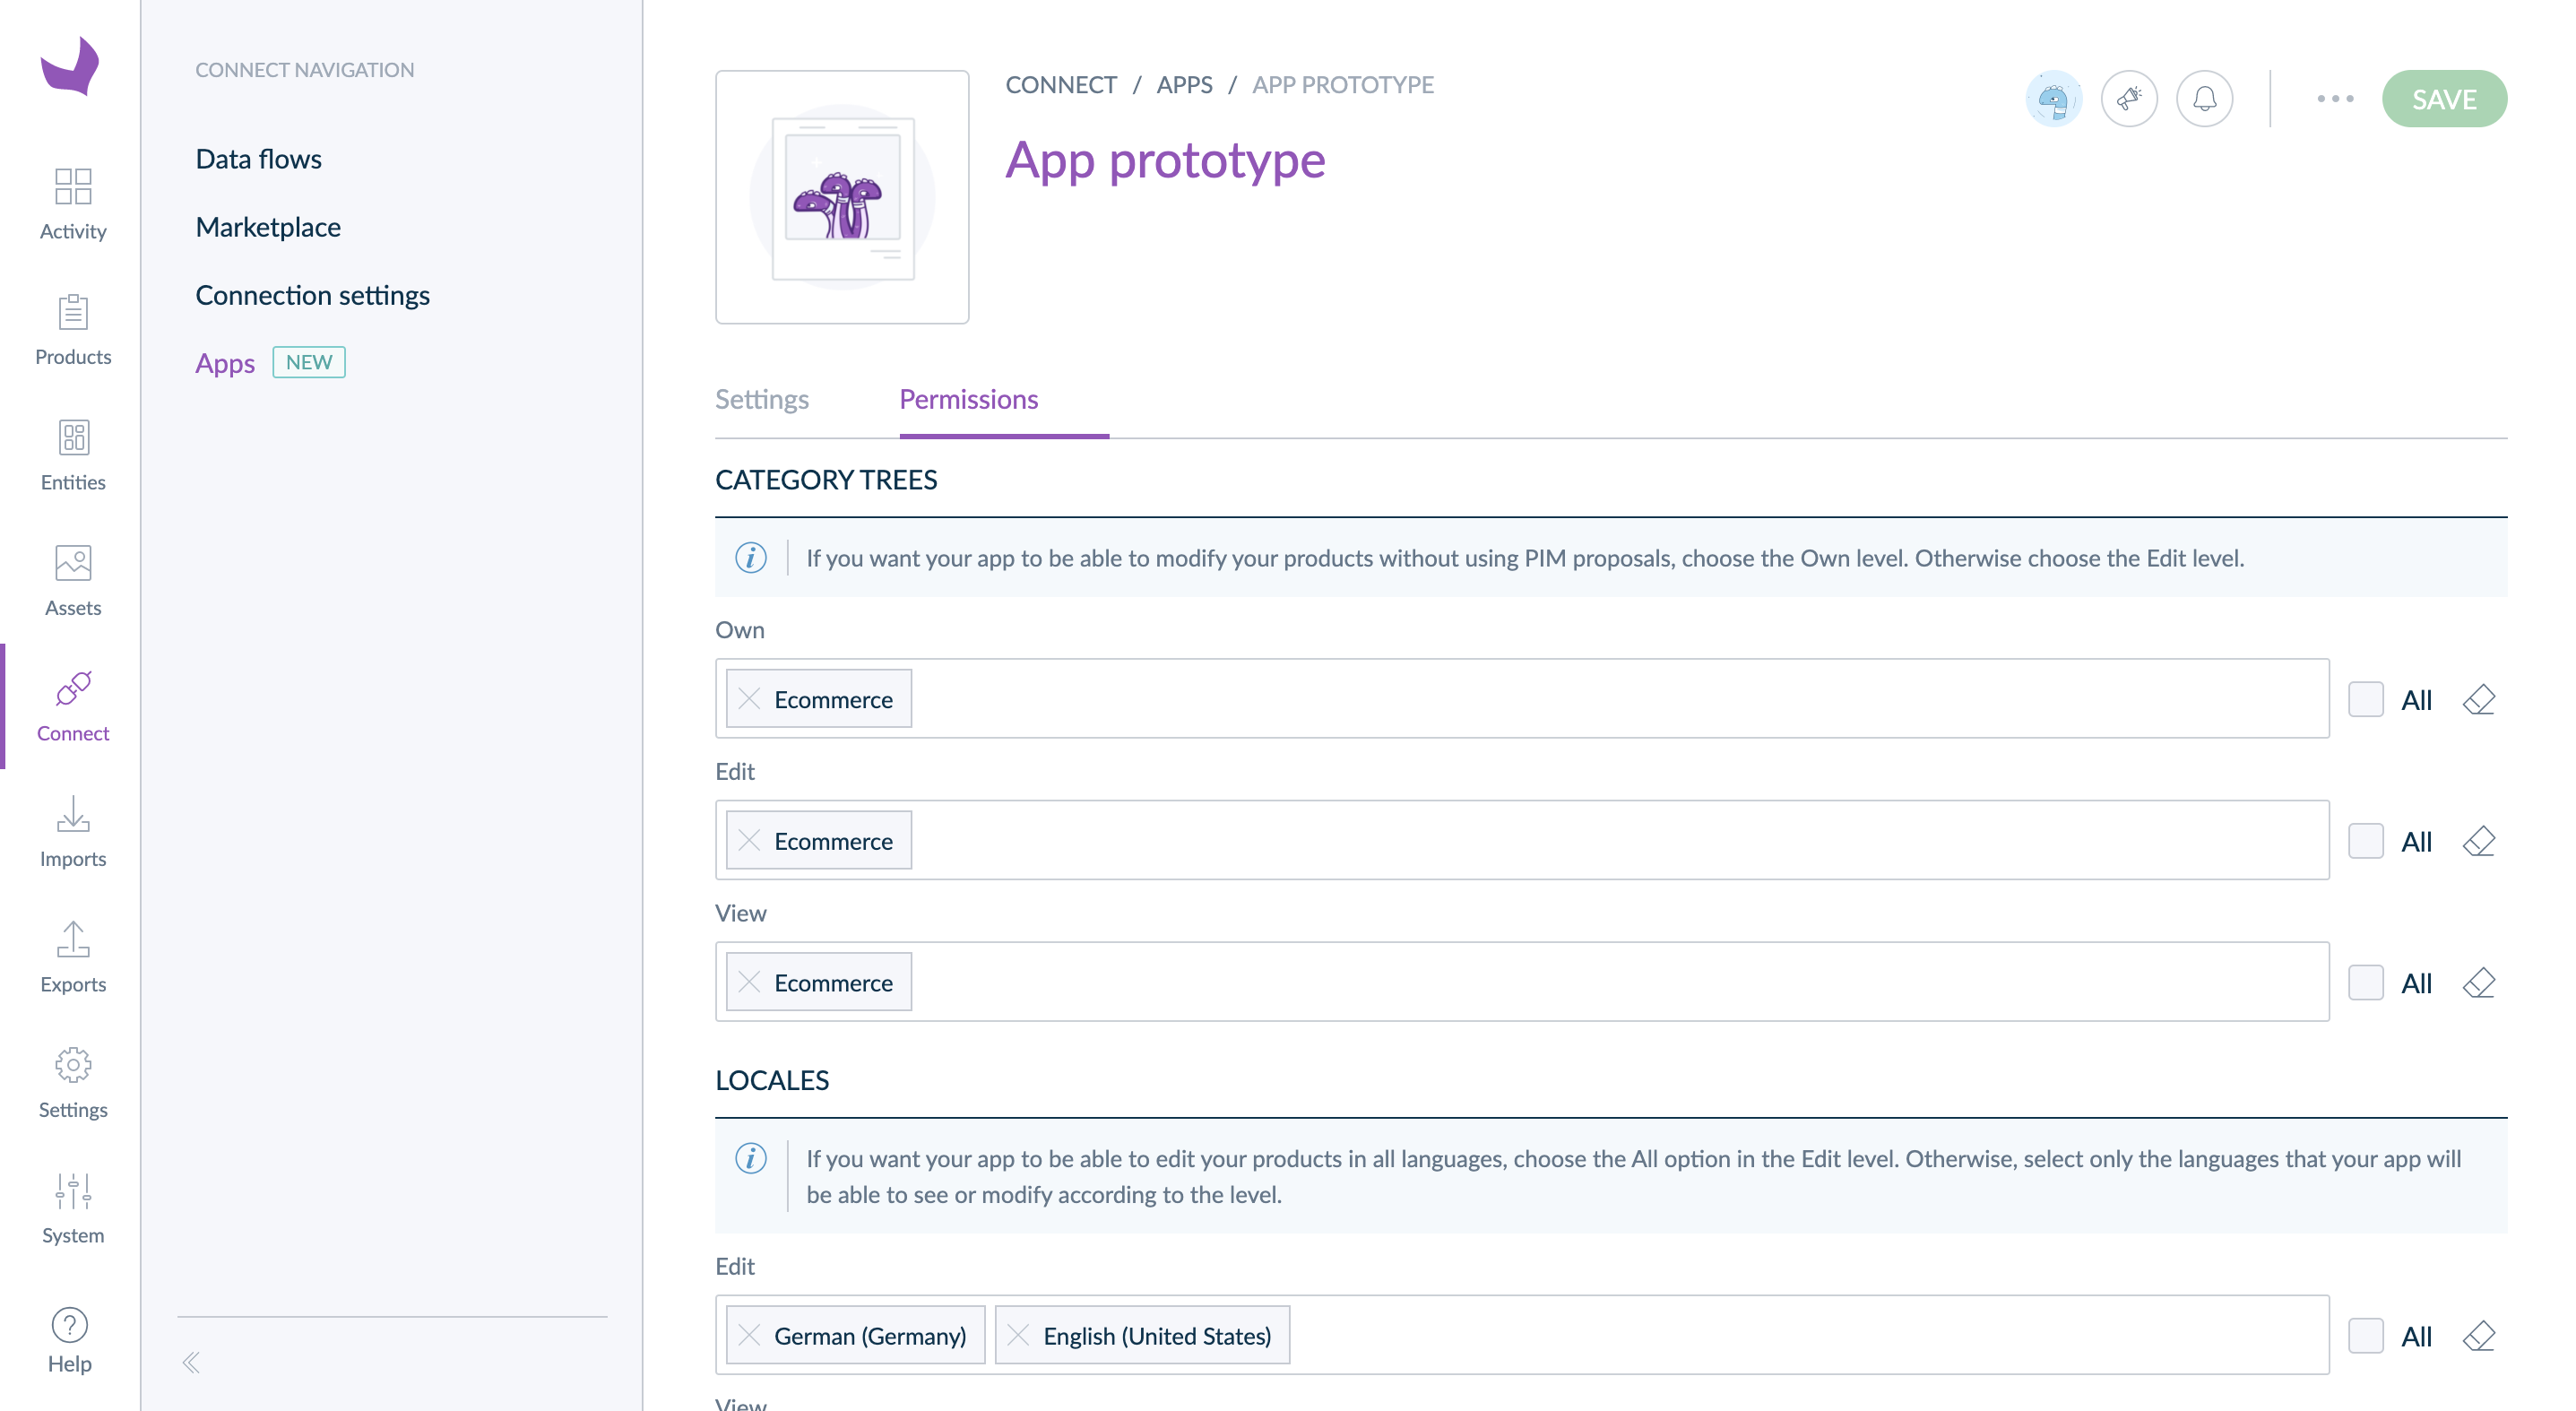 Activity
Products
Entities
Assets
Connect
Imports
Exports
Settings
System
Help
CONNECT NAVIGATION
Data flows
Marketplace
Connection settings
Apps NEW
CONNECT / APPS / APP PROTOTYPE
SAVE
App prototype
Settings Permissions
CATEGORY TREES
If you want your app to be able to modify your products without using PIM proposals, choose the Own level. Otherwise choose the Edit level.
Own
Ecommerce All
Edit
Ecommerce All
View
Ecommerce All
LOCALES
If you want your app to be able to edit your products in all languages, choose the All option in the Edit level. Otherwise, select only the languages that your app will
be able to see or modify according to the level.
Edit
German (Germany) English (United States) All
View